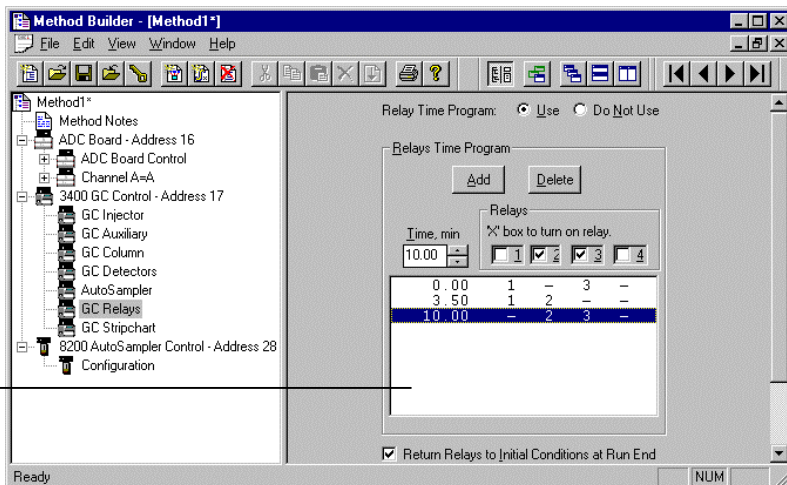 Method Builder - [Method1*]
File Edit View Window Help
Method1*
Method Notes
ADC Board - Address 16
ADC Board Control
Channel A=A
3400 GC Control - Address 17
GC Injector
GC Auxiliary
GC Column
GC Detectors
AutoSampler
GC Relays
GC Stripchart
8200 AutoSampler Control - Address 28
Configuration
Relay Time Program: Use Do Not Use
Relays Time Program
Add Delete
Relays
Time, min 'X' box to turn on relay.
10.00 1 2 3 4
0.00 1 – 3 –
3.50 1 2 – –
10.00 – 2 3 –
Return Relays to Initial Conditions at Run End
Ready NUM